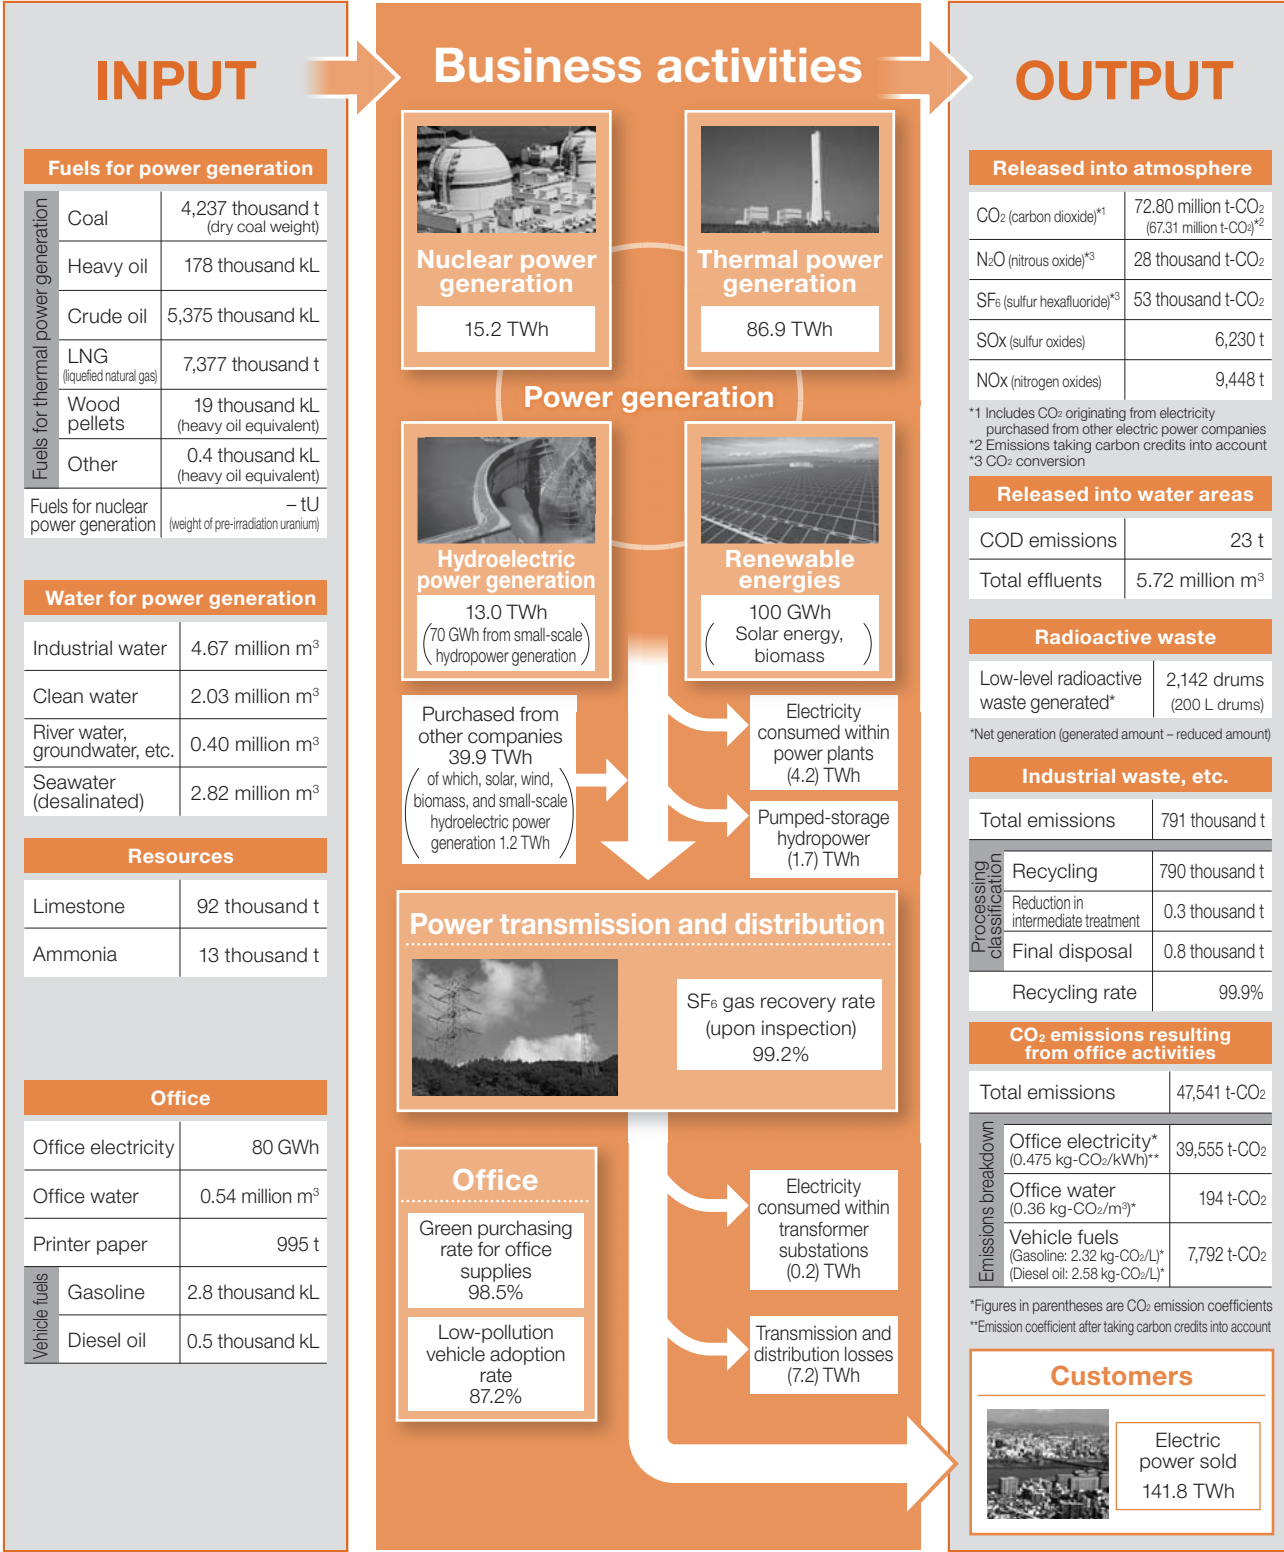 INPUT
Fuels for power generation
Fuels for thermal power generation
Coal
4,237 thousand t
(dry coal weight)
Heavy oil
178 thousand kL
Crude oil
5,375 thousand kL
LNG
(liquefied natural gas)
7,377 thousand t
Wood
pellets
19 thousand kL
(heavy oil equivalent)
Other
0.4 thousand kL
(heavy oil equivalent)
Fuels for nuclear
power generation
– tU
(weight of pre-irradiation uranium)
Water for power generation
Industrial water
4.67 million m³
Clean water
2.03 million m³
River water,
groundwater, etc.
0.40 million m³
Seawater
(desalinated)
2.82 million m³
Resources
Limestone
92 thousand t
Ammonia
13 thousand t
Office
Office electricity
80 GWh
Office water
0.54 million m³
Printer paper
995 t
Vehicle fuels
Gasoline
2.8 thousand kL
Diesel oil
0.5 thousand kL
Business activities
Nuclear power
generation
15.2 TWh
Thermal power
generation
86.9 TWh
Power generation
Hydroelectric
power generation
13.0 TWh
(70 GWh from small-scale
hydropower generation)
Renewable
energies
100 GWh
(Solar energy,
biomass)
Purchased from
other companies
39.9 TWh
(of which, solar, wind,
biomass, and small-scale
hydroelectric power
generation 1.2 TWh)
Electricity
consumed within
power plants
(4.2) TWh
Pumped-storage
hydropower
(1.7) TWh
Power transmission and distribution
SF₆ gas recovery rate
(upon inspection)
99.2%
Office
Green purchasing
rate for office
supplies
98.5%
Low-pollution
vehicle adoption
rate
87.2%
Electricity
consumed within
transformer
substations
(0.2) TWh
Transmission and
distribution losses
(7.2) TWh
OUTPUT
Released into atmosphere
CO₂ (carbon dioxide)*1
72.80 million t-CO₂
(67.31 million t-CO₂)*2
N₂O (nitrous oxide)*3
28 thousand t-CO₂
SF₆ (sulfur hexafluoride)*3
53 thousand t-CO₂
SOx (sulfur oxides)
6,230 t
NOx (nitrogen oxides)
9,448 t
*1 Includes CO₂ originating from electricity
purchased from other electric power companies
*2 Emissions taking carbon credits into account
*3 CO₂ conversion
Released into water areas
COD emissions
23 t
Total effluents
5.72 million m³
Radioactive waste
Low-level radioactive
waste generated*
2,142 drums
(200 L drums)
*Net generation (generated amount – reduced amount)
Industrial waste, etc.
Total emissions
791 thousand t
Processing
classification
Recycling
790 thousand t
Reduction in
intermediate treatment
0.3 thousand t
Final disposal
0.8 thousand t
Recycling rate
99.9%
CO₂ emissions resulting
from office activities
Total emissions
47,541 t-CO₂
Emissions breakdown
Office electricity*
(0.475 kg-CO₂/kWh)**
39,555 t-CO₂
Office water
(0.36 kg-CO₂/m³)*
194 t-CO₂
Vehicle fuels
(Gasoline: 2.32 kg-CO₂/L)*
(Diesel oil: 2.58 kg-CO₂/L)*
7,792 t-CO₂
*Figures in parentheses are CO₂ emission coefficients
**Emission coefficient after taking carbon credits into account
Customers
Electric
power sold
141.8 TWh